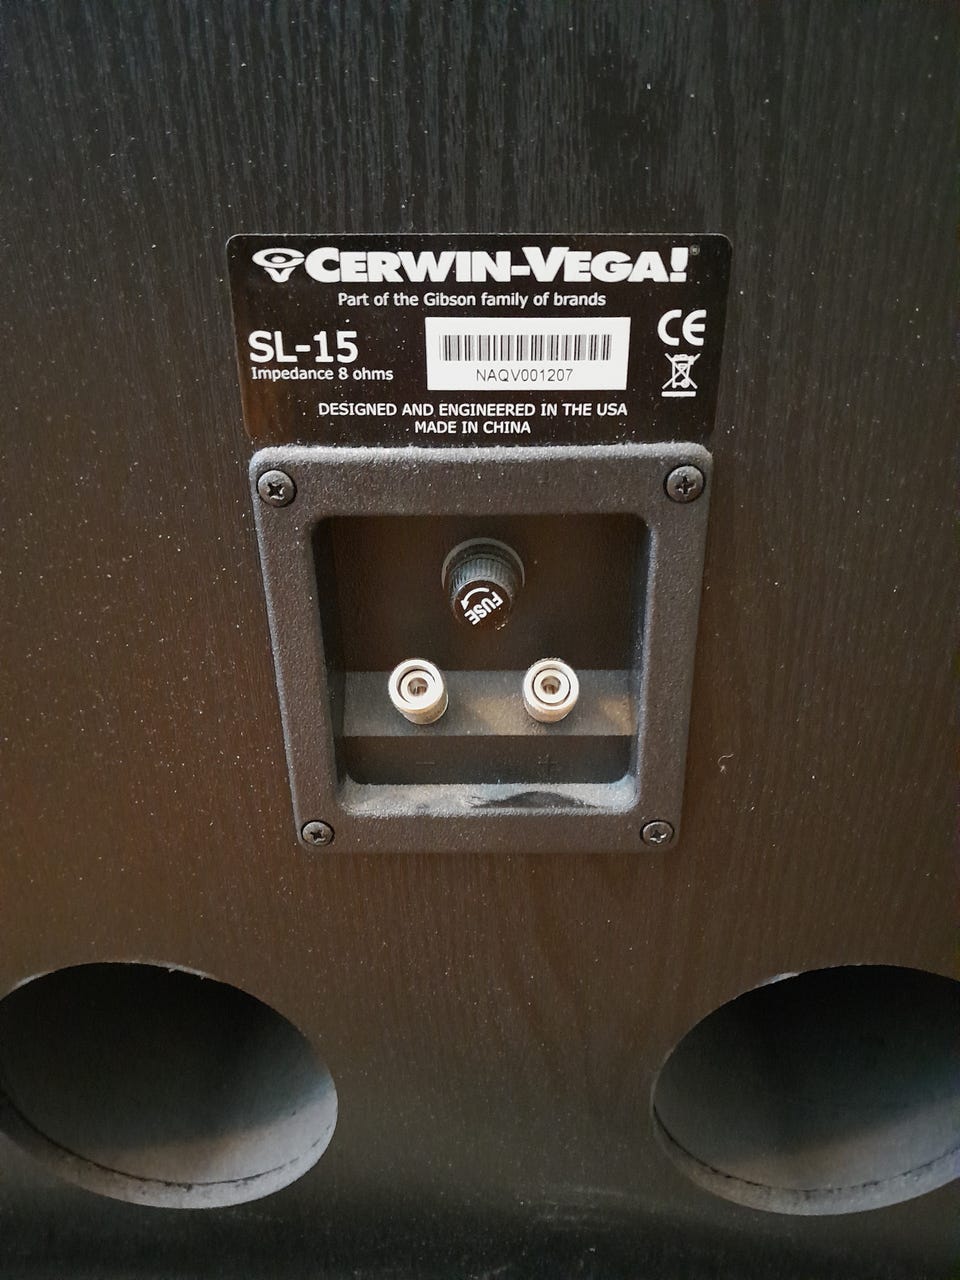 CERWIN-VEGA!®
Part of the Gibson family of brands
SL-15
Impedance 8 ohms
NAQV001207
CE
DESIGNED AND ENGINEERED IN THE USA
MADE IN CHINA
FUSE
- +